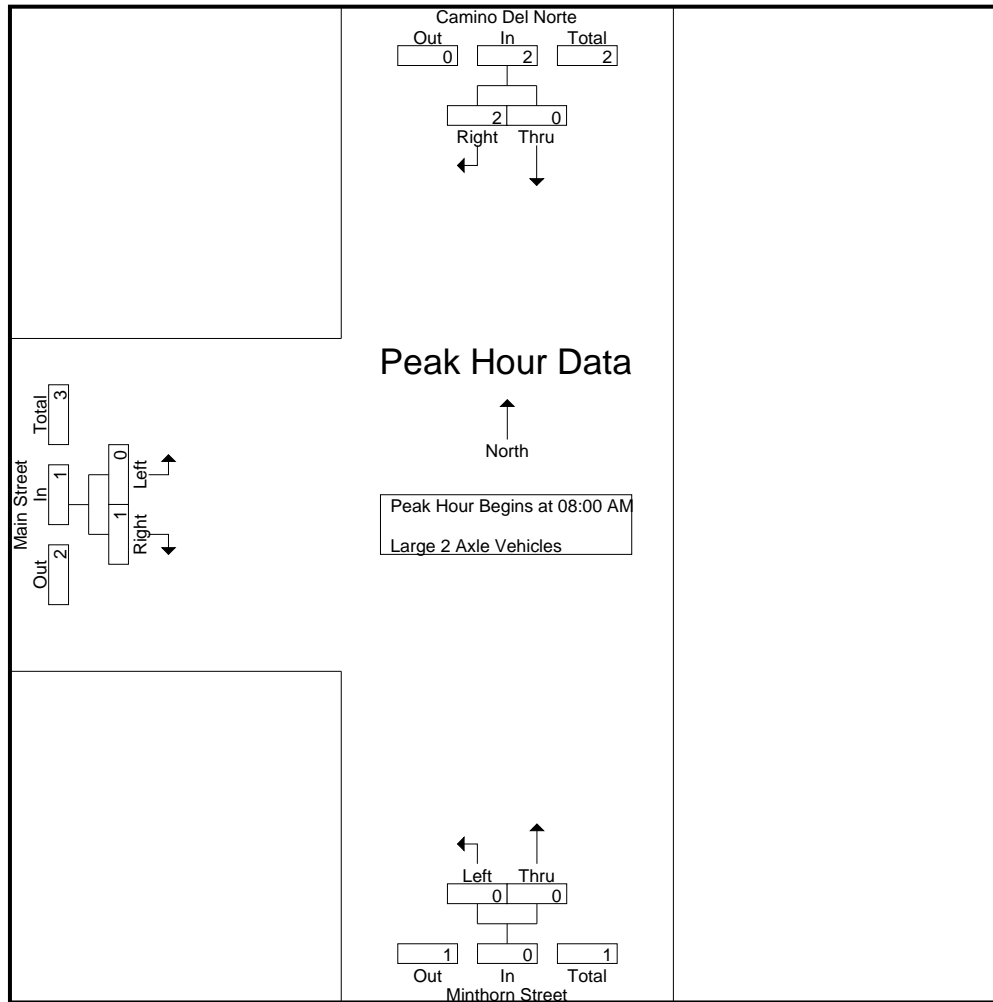 Camino Del Norte
Out In Total
0 2 2
2 0
Right Thru
Peak Hour Data
North
Peak Hour Begins at 08:00 AM
Large 2 Axle Vehicles
Main Street
Out In Total
2 1 3
1 0
Right Left
Left Thru
0 0
1 0 1
Out In Total
Minthorn Street